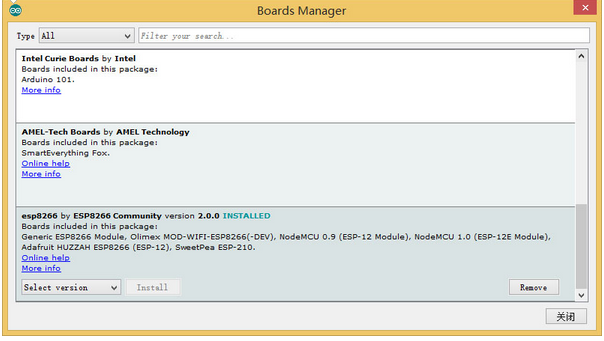 Boards Manager
Type All Filter your search...
Intel Curie Boards by Intel
Boards included in this package:
Arduino 101.
More info
AMEL-Tech Boards by AMEL Technology
Boards included in this package:
SmartEverything Fox.
Online help
More info
esp8266 by ESP8266 Community version 2.0.0 INSTALLED
Boards included in this package:
Generic ESP8266 Module, Olimex MOD-WIFI-ESP8266(-DEV), NodeMCU 0.9 (ESP-12 Module), NodeMCU 1.0 (ESP-12E Module),
Adafruit HUZZAH ESP8266 (ESP-12), SweetPea ESP-210.
Online help
More info
Select version Install Remove
关闭